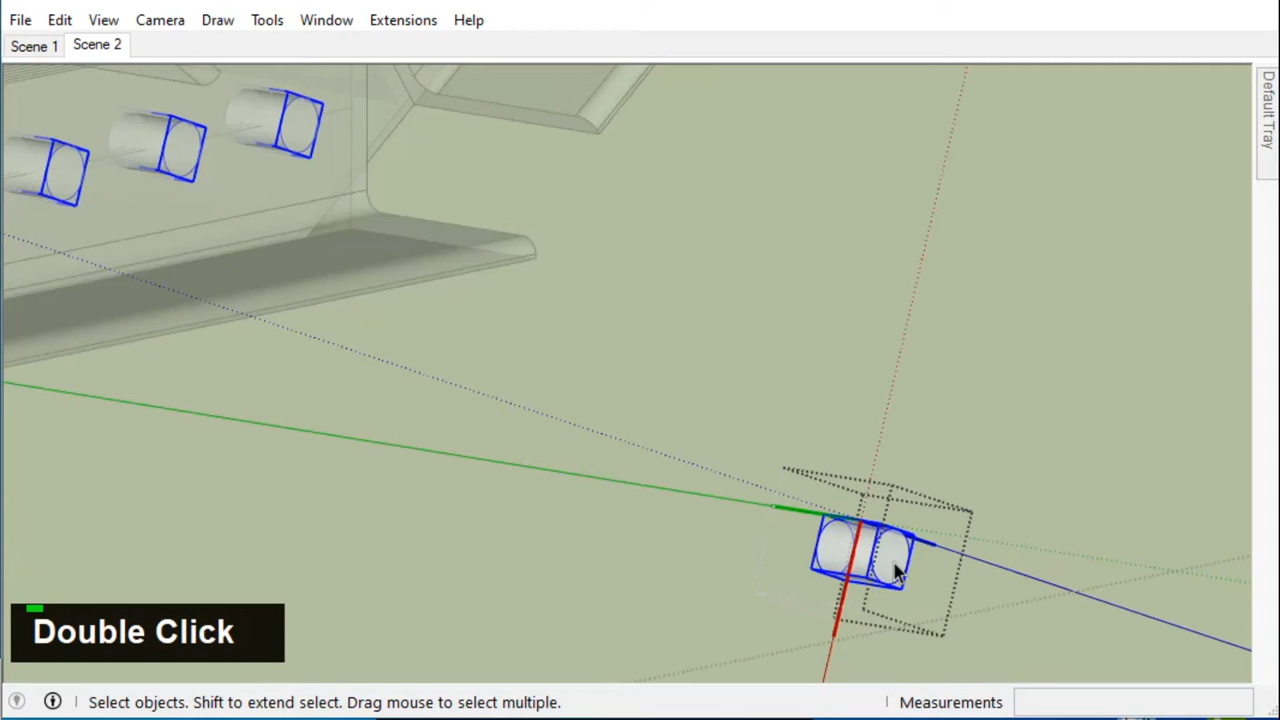 File Edit View Camera Draw Tools Window Extensions Help
Scene 1 Scene 2
Default Tray
Double Click
Select objects. Shift to extend select. Drag mouse to select multiple. Measurements